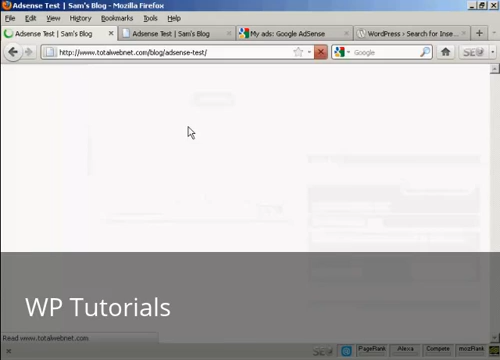 Adsense Test | Sam's Blog - Mozilla Firefox
File Edit View History Bookmarks Tools Help
Adsense Test | Sam's Blog Adsense Test | Sam's Blog My ads: Google AdSense WordPress › Search for Inse...
http://www.totalwebnet.com/blog/adsense-test/ Google SEO
WP Tutorials
Read www.totalwebnet.com
SEO PageRank Alexa Compete mozRank